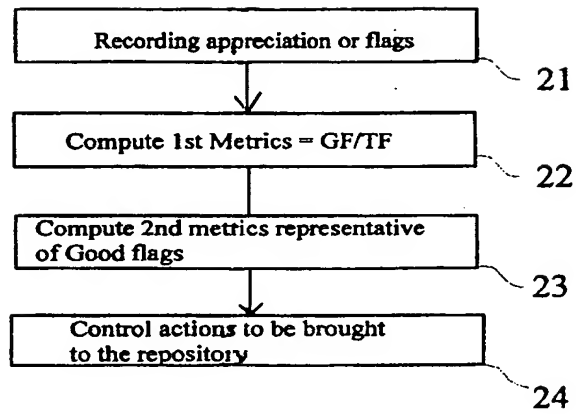 Recording appreciation or flags
21
Compute 1st Metrics = GF/TF
22
Compute 2nd metrics representative
of Good flags
23
Control actions to be brought
to the repository
24